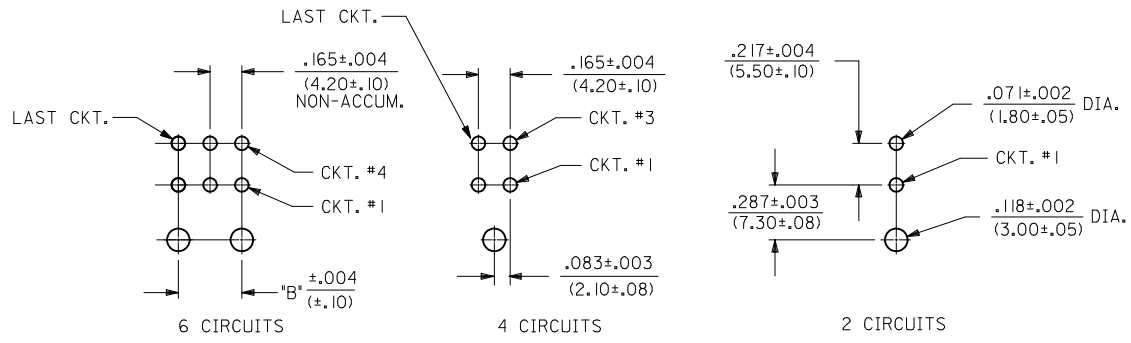 LAST CKT.
.165±.004
(4.20±.10)
NON-ACCUM.
LAST CKT.
CKT. #4
CKT. #1
"B" ±.004
(±.10)
6 CIRCUITS
.165±.004
(4.20±.10)
CKT. #3
CKT. #1
.083±.003
(2.10±.08)
4 CIRCUITS
.217±.004
(5.50±.10)
.071±.002 DIA.
(1.80±.05)
CKT. #1
.287±.003
(7.30±.08)
.118±.002 DIA.
(3.00±.05)
2 CIRCUITS